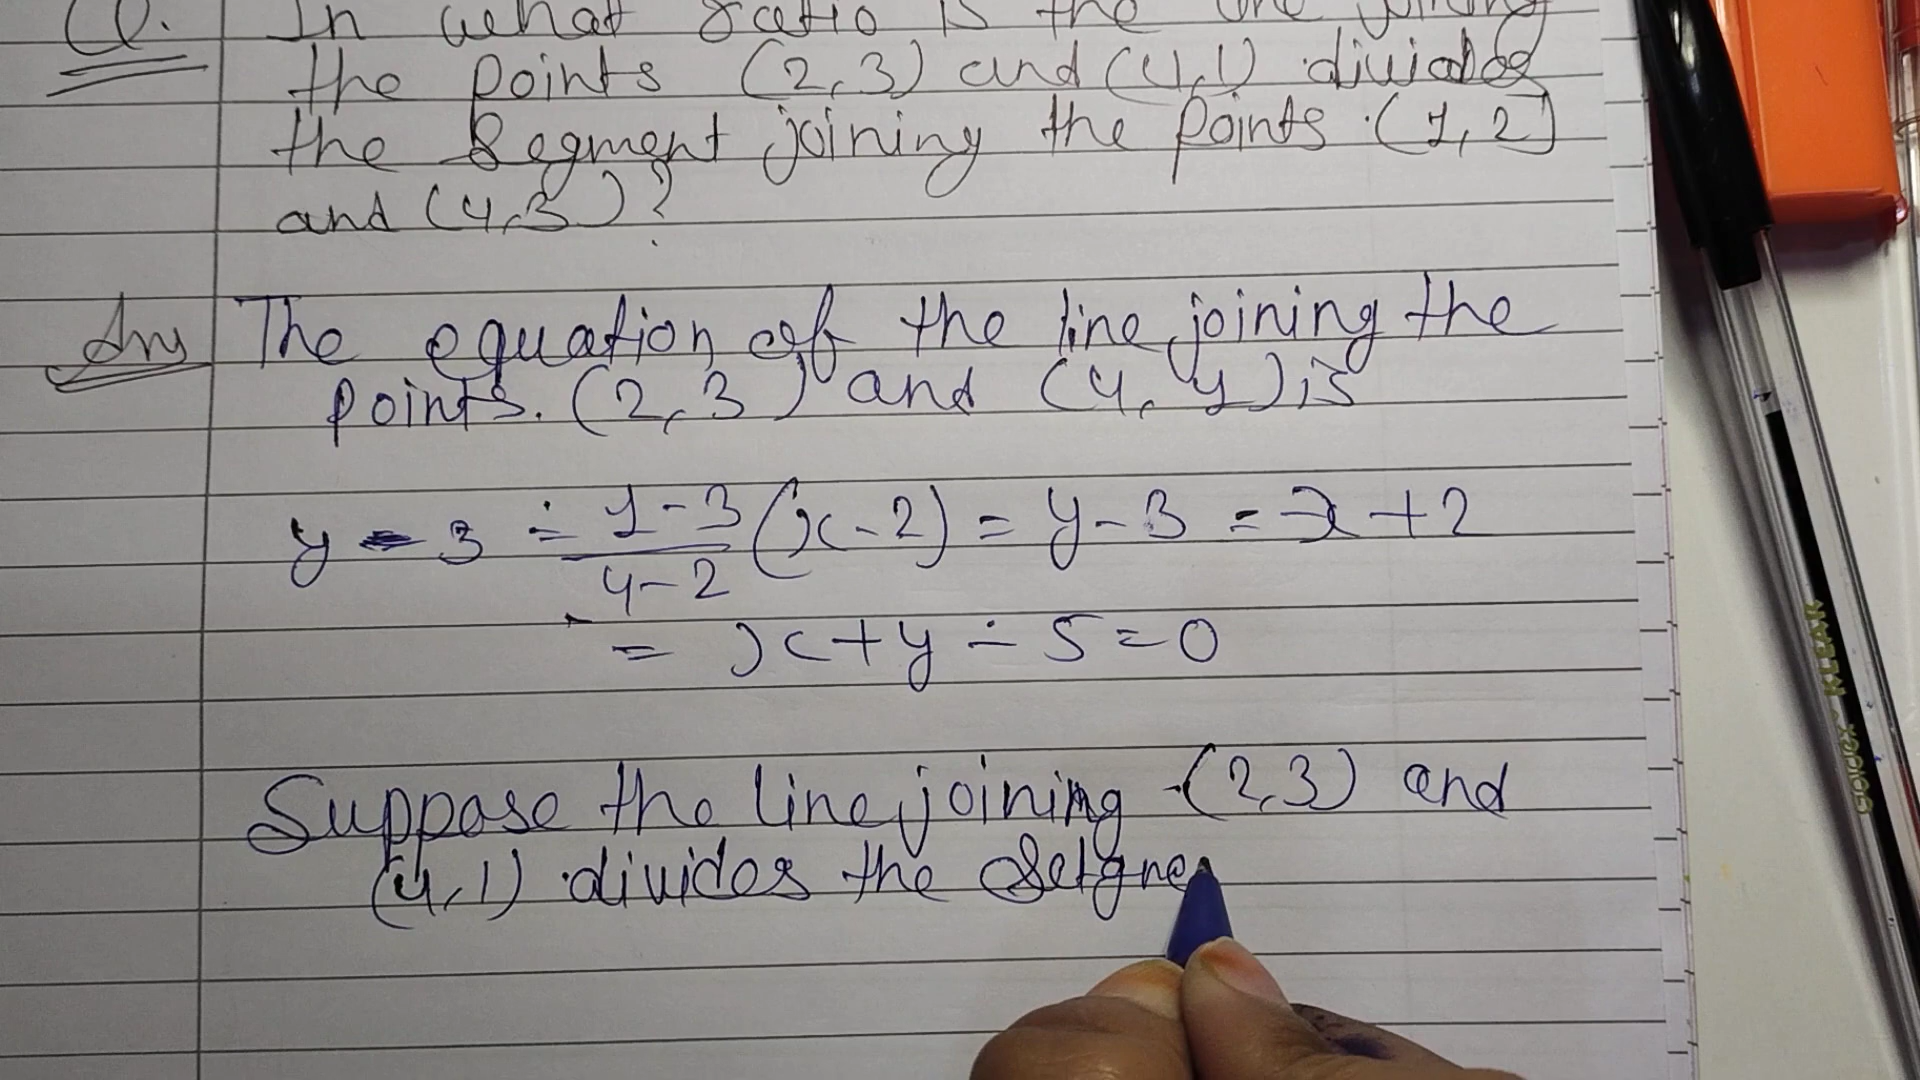 Q. In what ratio is the line joining
the points (2,3) and (4,1) divides
the segment joining the points (1,2)
and (4,3)?
Ans The equation of the line joining the
points. (2,3) and (4,1) is
y - 3 = 1-3/4-2 (x-2) = y-3 = -x+2
= x+y-5=0
Suppose the line joining (2,3) and
(4,1) divides the Setgne
KLEAR